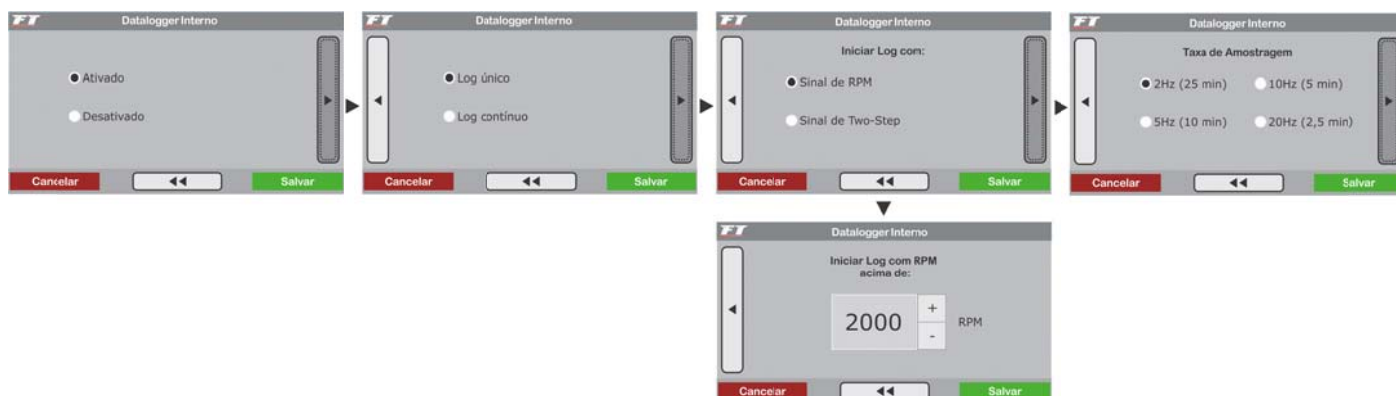 FT Datalogger Interno
Ativado
Desativado
Cancelar ◄◄ Salvar
FT Datalogger Interno
Log único
Log contínuo
Cancelar ◄◄ Salvar
FT Datalogger Interno
Iniciar Log com:
Sinal de RPM
Sinal de Two-Step
Cancelar ◄◄ Salvar
FT Datalogger Interno
Taxa de Amostragem
2Hz (25 min) 10Hz (5 min)
5Hz (10 min) 20Hz (2,5 min)
Cancelar ◄◄ Salvar
FT Datalogger Interno
Iniciar Log com RPM
acima de:
2000 + - RPM
Cancelar ◄◄ Salvar